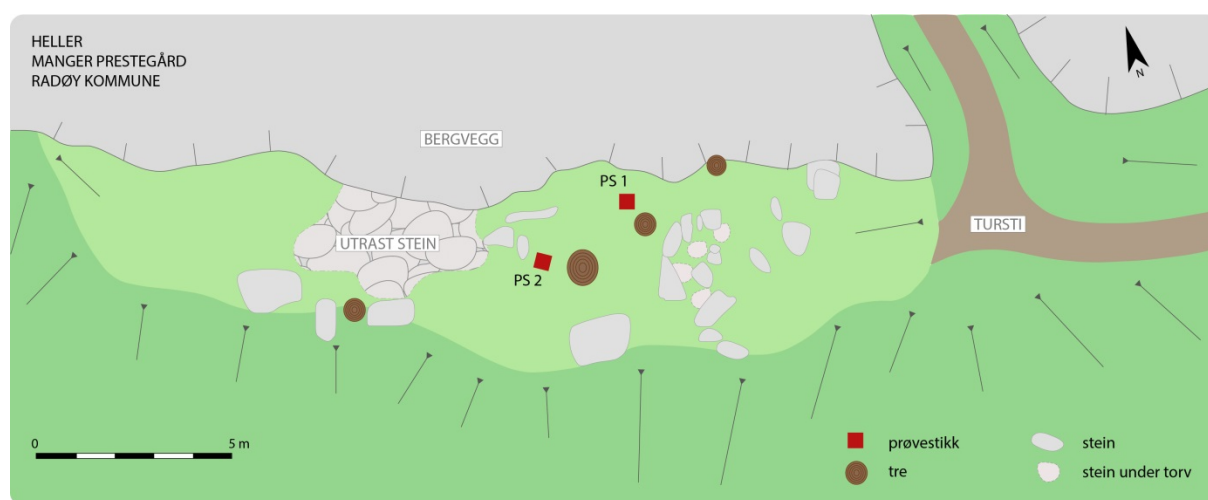 HELLER
MANGER PRESTEGÅRD
RADØY KOMMUNE
N
BERGVEGG
PS 1
UTRAST STEIN
TURSTI
PS 2
0 5 m
prøvestikk
stein
tre
stein under torv